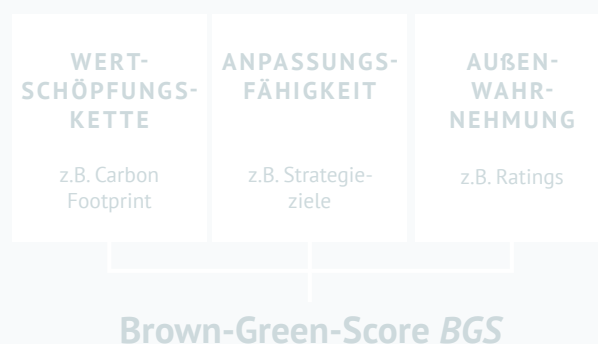 WERT-
SCHÖPFUNGS-
KETTE
z.B. Carbon
Footprint
ANPASSUNGS-
FÄHIGKEIT
z.B. Strategie-
ziele
AUßEN-
WAHR-
NEHMUNG
z.B. Ratings
Brown-Green-Score BGS